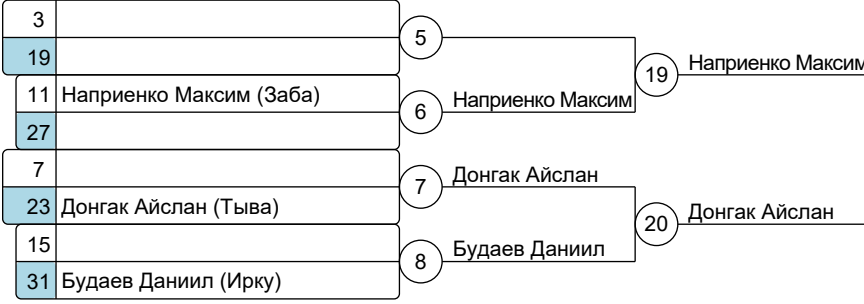 3
5
19
19
Наприенко Максим
11 Наприенко Максим (Заба)
6
Наприенко Максим
27
7
7
Донгак Айслан
23 Донгак Айслан (Тыва)
20
Донгак Айслан
15
8
Будаев Даниил
31 Будаев Даниил (Ирку)